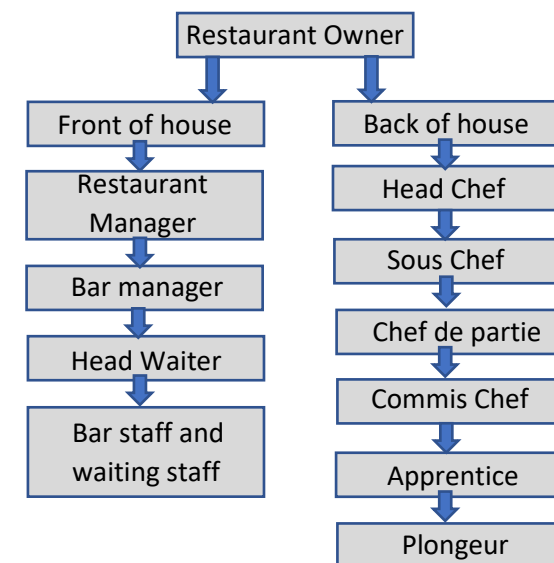 Restaurant Owner
Front of house
Restaurant
Manager
Bar manager
Head Waiter
Bar staff and
waiting staff
Back of house
Head Chef
Sous Chef
Chef de partie
Commis Chef
Apprentice
Plongeur